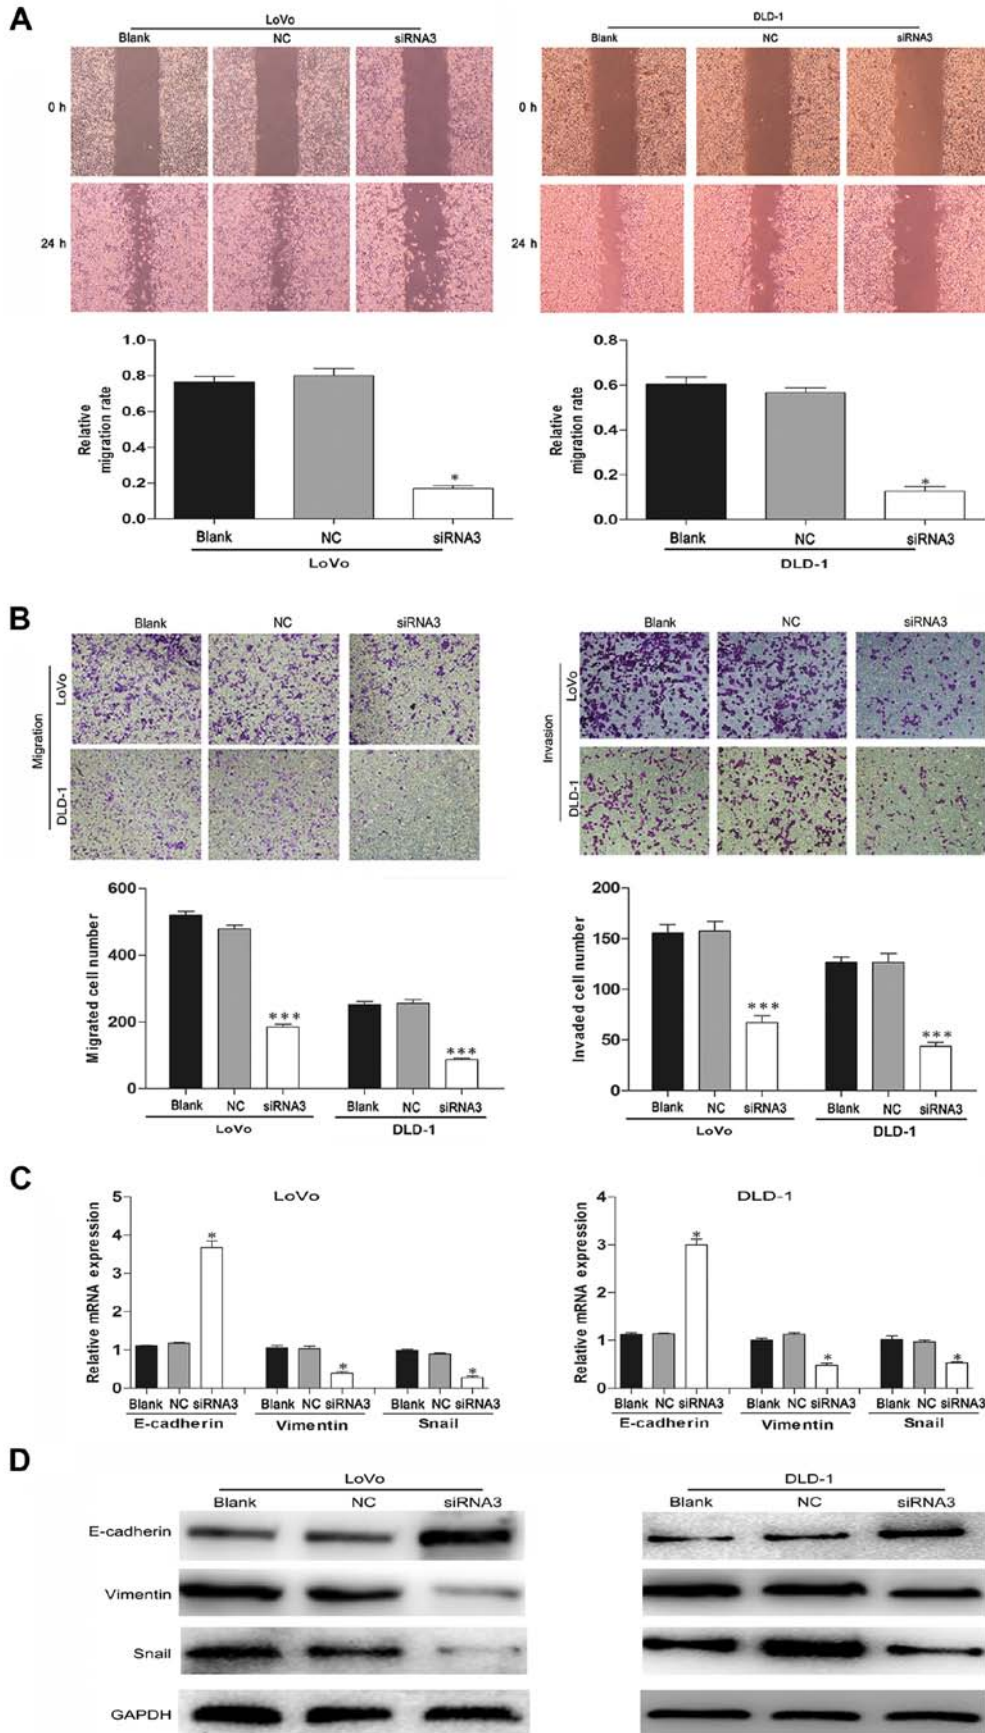 A
LoVo
Blank NC siRNA3
DLD-1
Blank NC siRNA3
0 h
0 h
24 h
24 h
Relative migration rate
1.0
0.8
0.6
0.4
0.2
0.0
Blank NC siRNA3
*
LoVo
Relative migration rate
0.8
0.6
0.4
0.2
0.0
Blank NC siRNA3
*
DLD-1
B
Blank NC siRNA3
Migration
LoVo
DLD-1
Blank NC siRNA3
Invasion
LoVo
DLD-1
Migrated cell number
600
400
200
0
***
***
Blank NC siRNA3 Blank NC siRNA3
LoVo DLD-1
Invaded cell number
200
150
100
50
0
***
***
Blank NC siRNA3 Blank NC siRNA3
LoVo DLD-1
C
LoVo
Relative mRNA expression
5
4
3
2
1
0
*
*
*
Blank NC siRNA3 Blank NC siRNA3 Blank NC siRNA3
E-cadherin Vimentin Snail
DLD-1
Relative mRNA expression
4
3
2
1
0
*
*
*
Blank NC siRNA3 Blank NC siRNA3 Blank NC siRNA3
E-cadherin Vimentin Snail
D
LoVo
Blank NC siRNA3
DLD-1
Blank NC siRNA3
E-cadherin
Vimentin
Snail
GAPDH